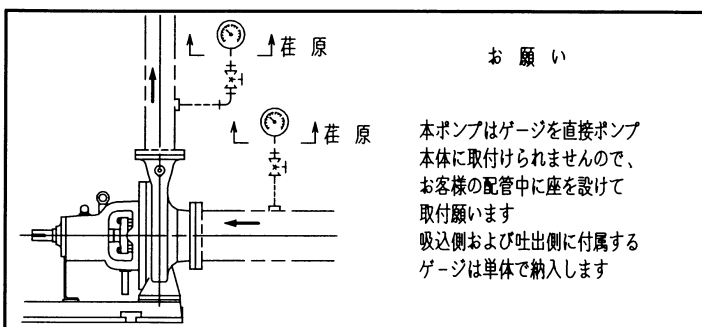 荏原
荏原
お願い
本ポンプはゲージを直接ポンプ
本体に取付けられませんので、
お客様の配管中に座を設けて
取付願います
吸込側および吐出側に付属する
ゲージは単体で納入します